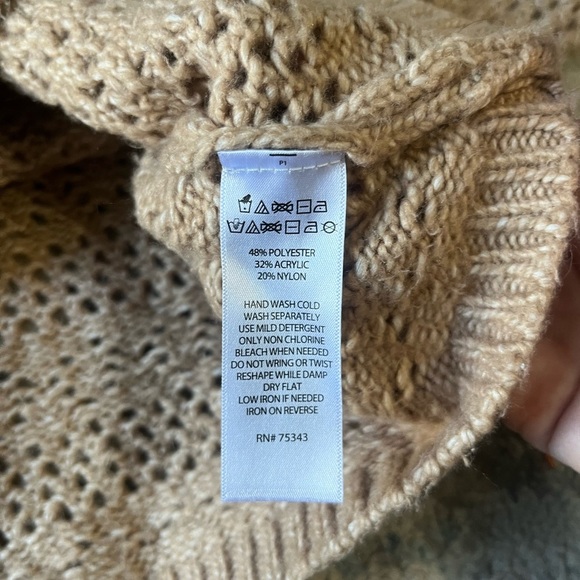 P1
48% POLYESTER
32% ACRYLIC
20% NYLON
HAND WASH COLD
WASH SEPARATELY
USE MILD DETERGENT
ONLY NON CHLORINE
BLEACH WHEN NEEDED
DO NOT WRING OR TWIST
RESHAPE WHILE DAMP
DRY FLAT
LOW IRON IF NEEDED
IRON ON REVERSE
RN# 75343